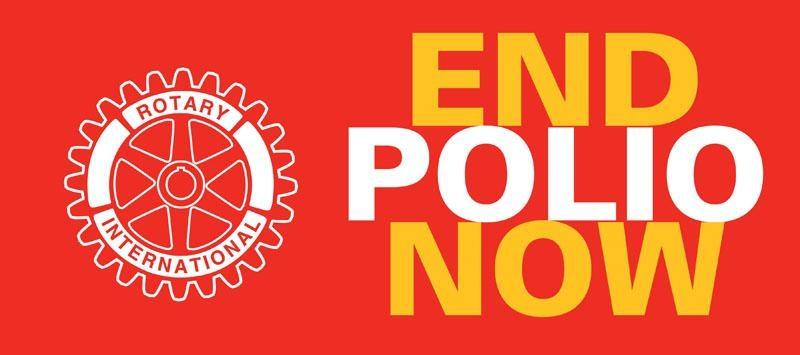 ROTARY
INTERNATIONAL
END
POLIO
NOW